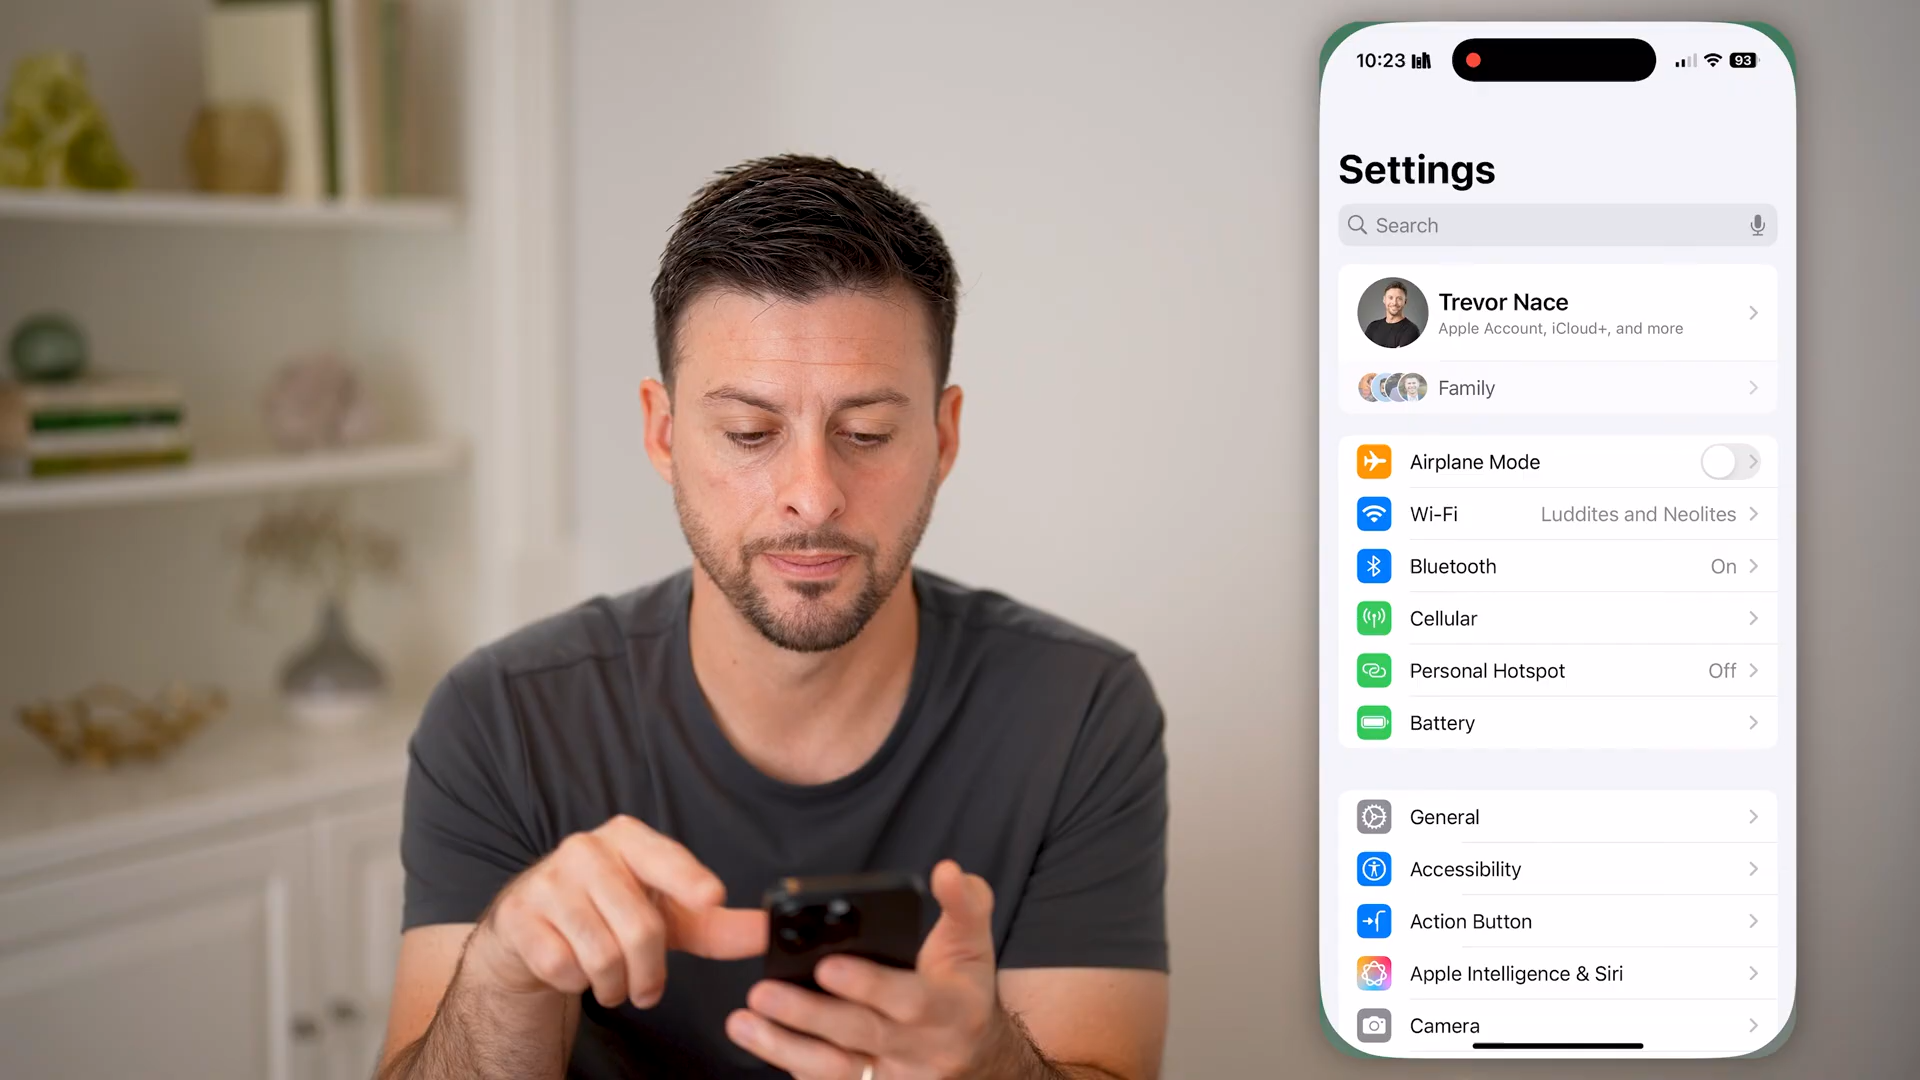 10:23 93
Settings
Search
Trevor Nace
Apple Account, iCloud+, and more
Family
Airplane Mode
Wi-Fi Luddites and Neolites
Bluetooth On
Cellular
Personal Hotspot Off
Battery
General
Accessibility
Action Button
Apple Intelligence & Siri
Camera